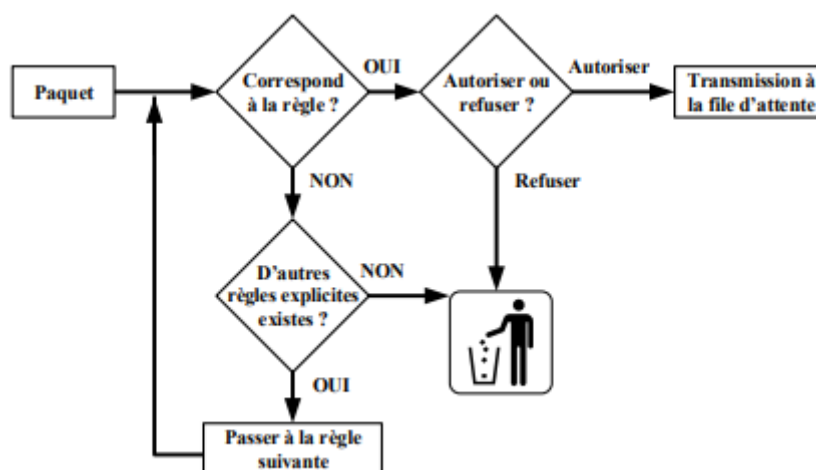 Paquet
Correspond
à la règle ?
OUI
Autoriser ou
refuser ?
Autoriser
Transmission à
la file d'attente
NON
Refuser
D'autres
règles explicites
existes ?
NON
OUI
Passer à la règle
suivante